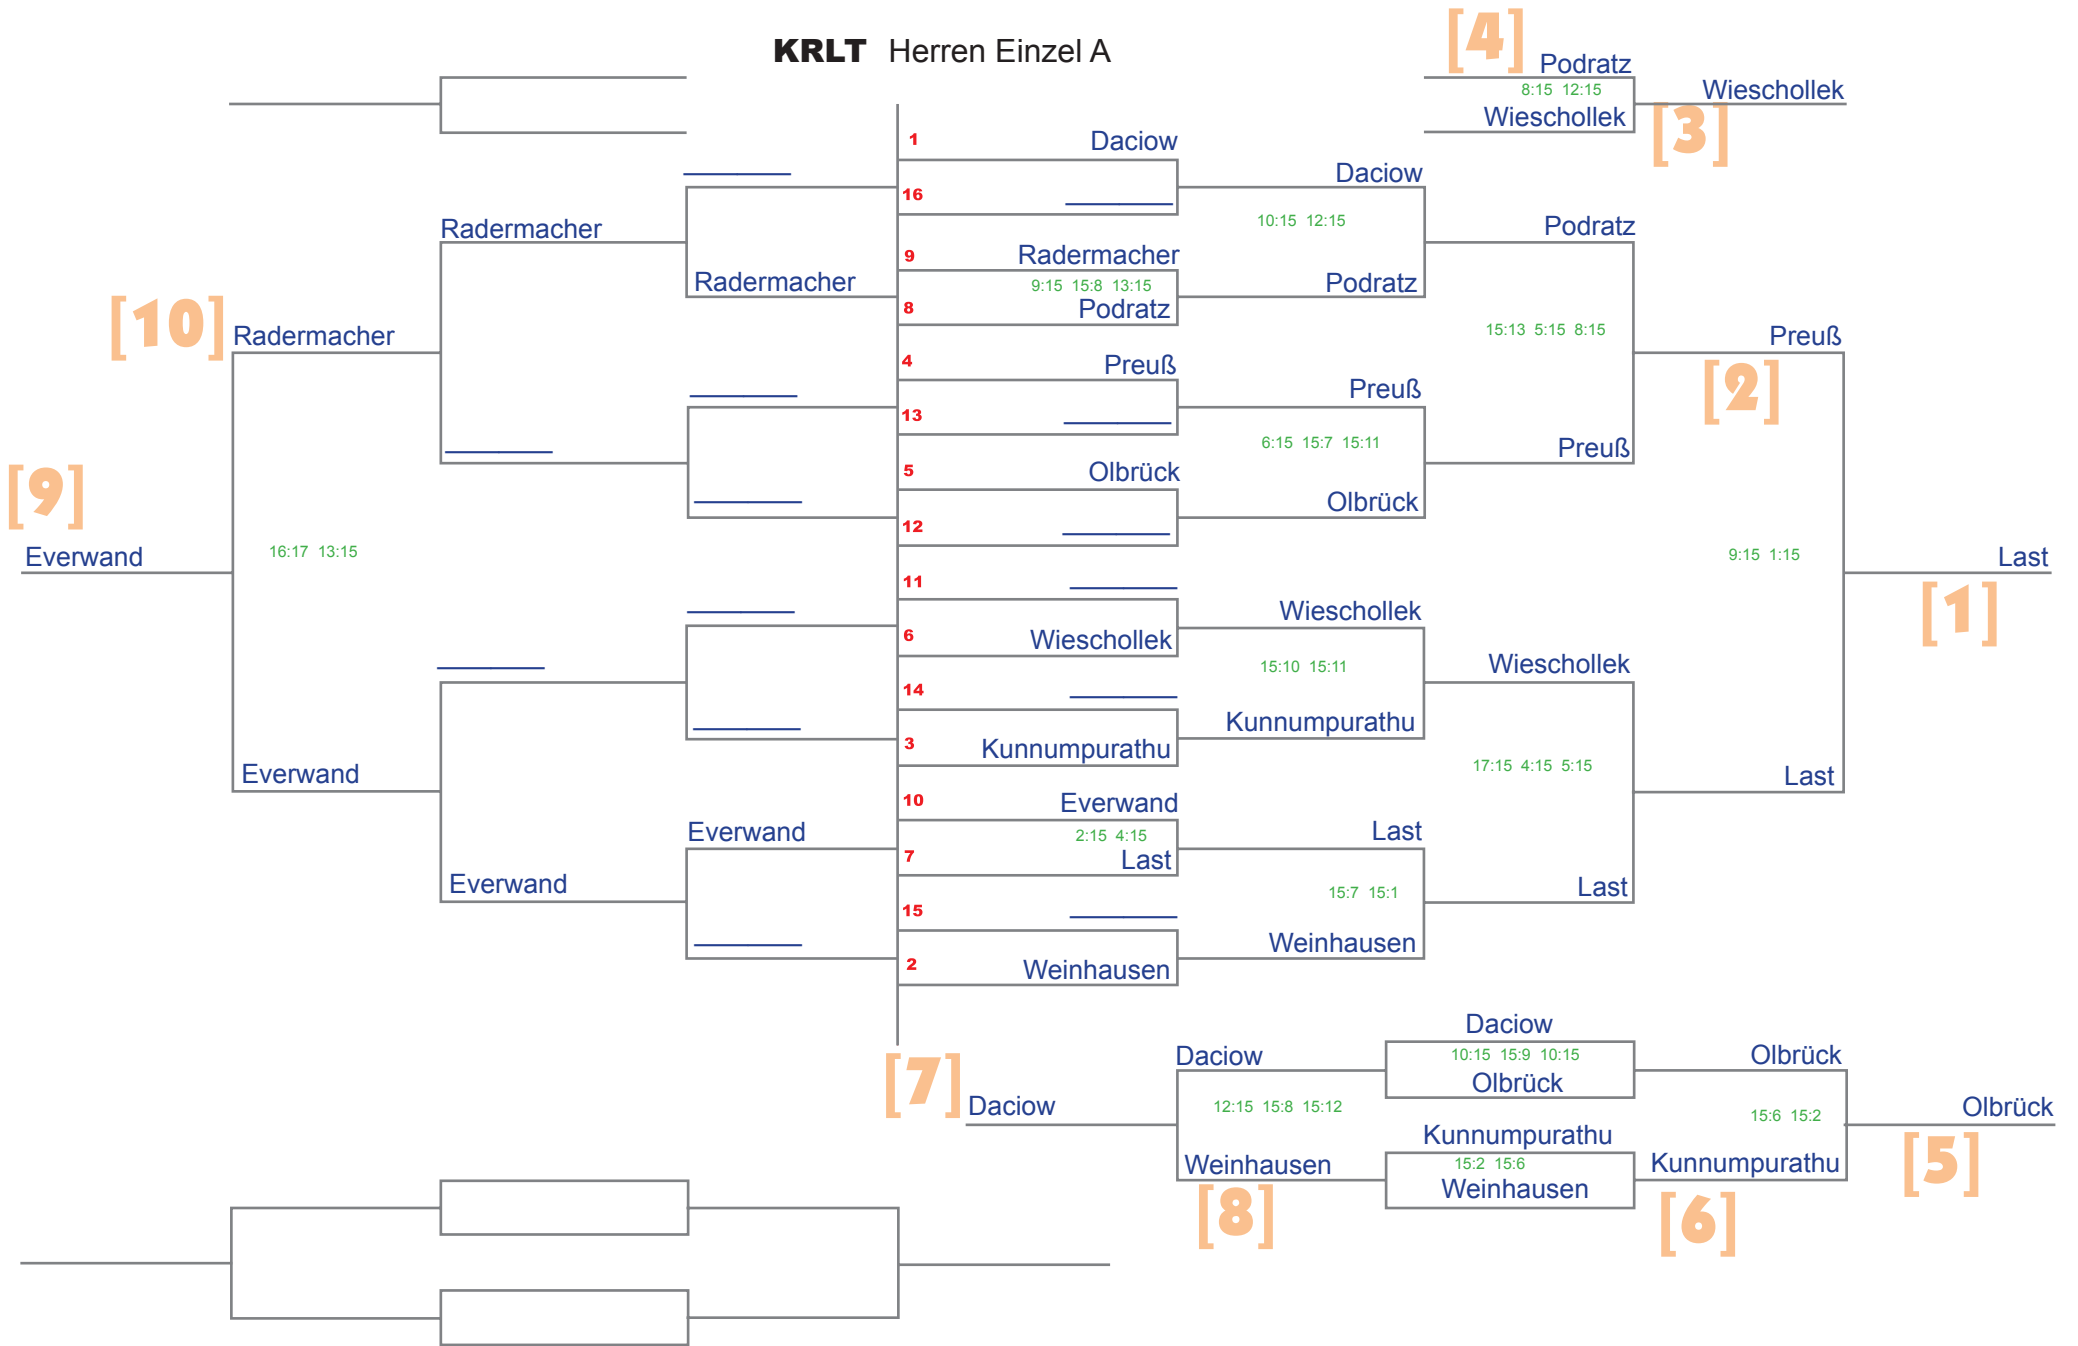 KRLT Herren Einzel A
[4]
Podratz
8:15 12:15
Wieschollek
Wieschollek
[3]
1
Daciow
16
Daciow
10:15 12:15
9
Radermacher
9:15 15:8 13:15
8
Podratz
Podratz
Podratz
15:13 5:15 8:15
4
Preuß
13
Preuß
6:15 15:7 15:11
5
Olbrück
12
Olbrück
Preuß
Preuß
[2]
9:15 1:15
Last
[1]
11
6
Wieschollek
Wieschollek
15:10 15:11
14
3
Kunnumpurathu
Kunnumpurathu
Wieschollek
17:15 4:15 5:15
10
Everwand
2:15 4:15
7
Last
Last
15:7 15:1
15
2
Weinhausen
Weinhausen
Last
Last
Radermacher
Radermacher
[10]
Radermacher
[9]
Everwand
16:17 13:15
Everwand
Everwand
Everwand
[7]
Daciow
Daciow
12:15 15:8 15:12
Weinhausen
[8]
Daciow
10:15 15:9 10:15
Olbrück
Kunnumpurathu
15:2 15:6
Weinhausen
Olbrück
15:6 15:2
Kunnumpurathu
[6]
Olbrück
[5]